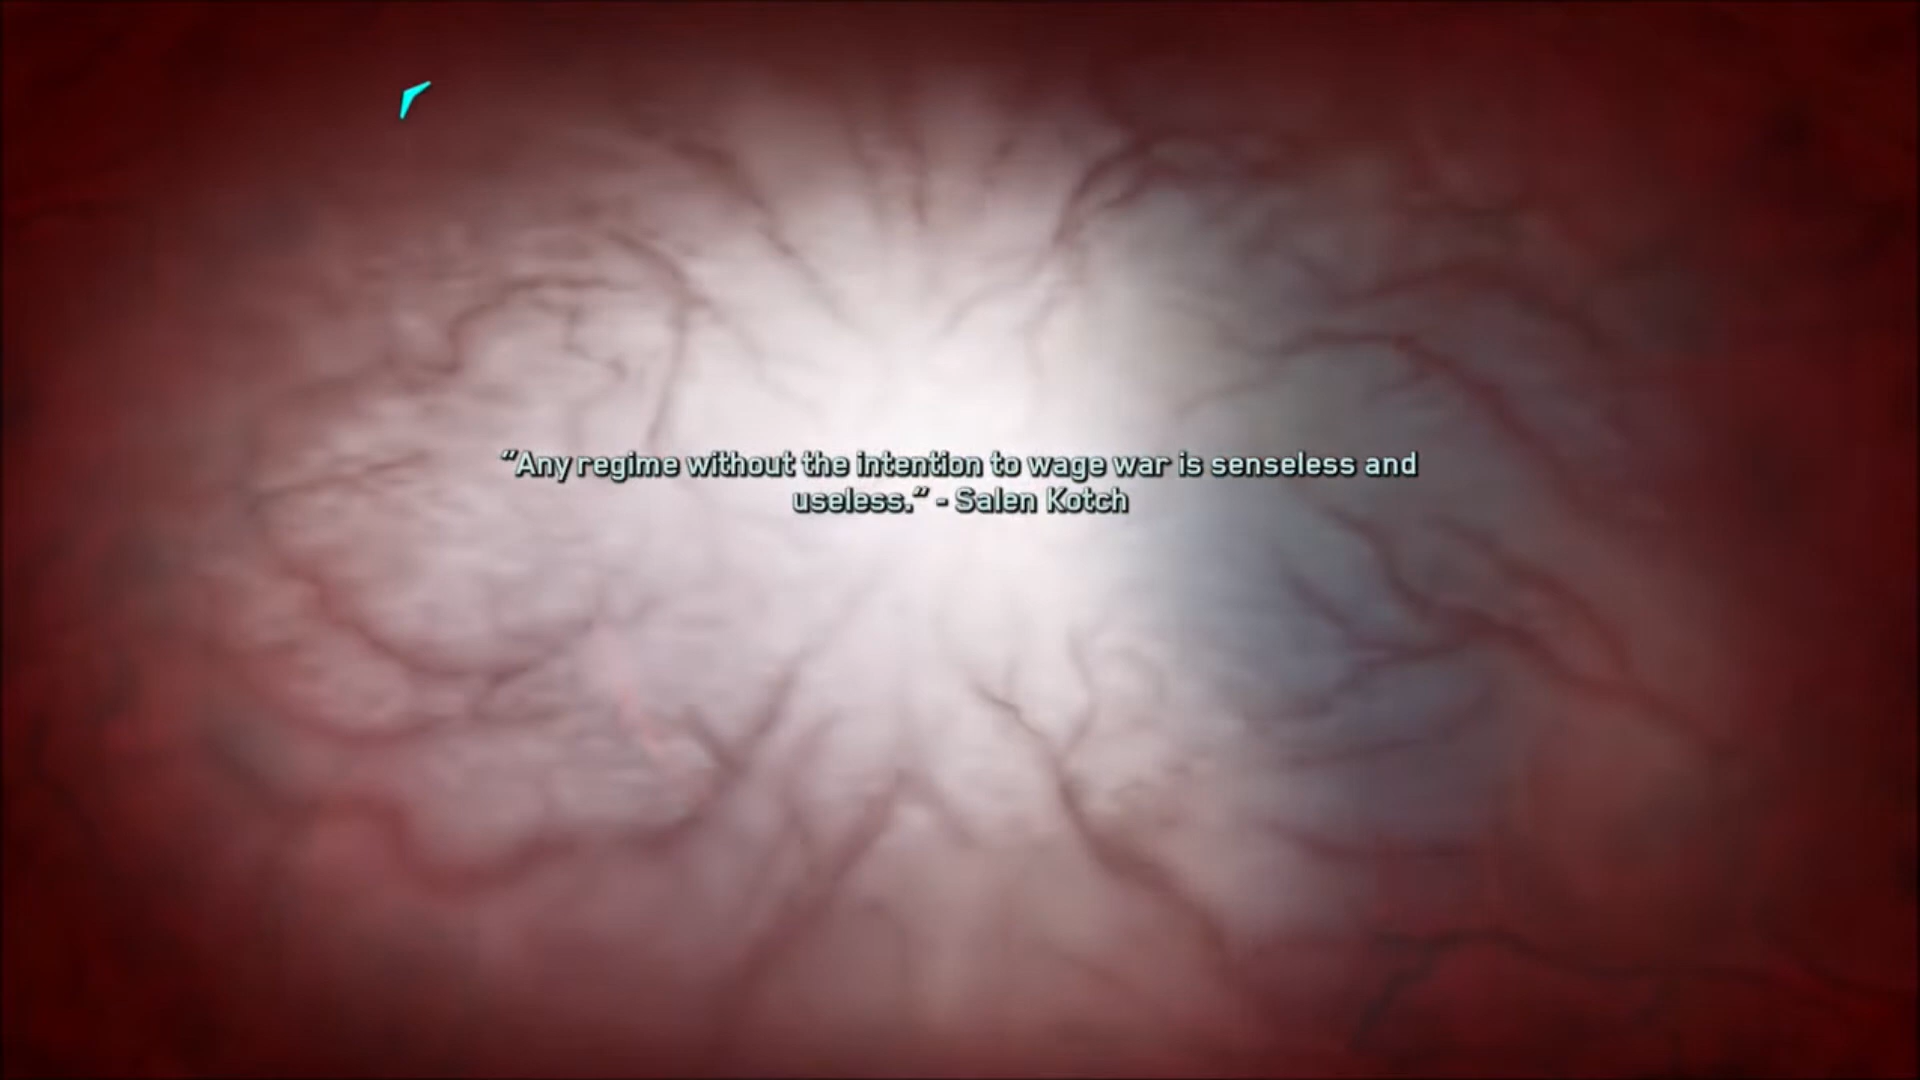 “Any regime without the intention to wage war is senseless and
useless.” - Salen Kotch